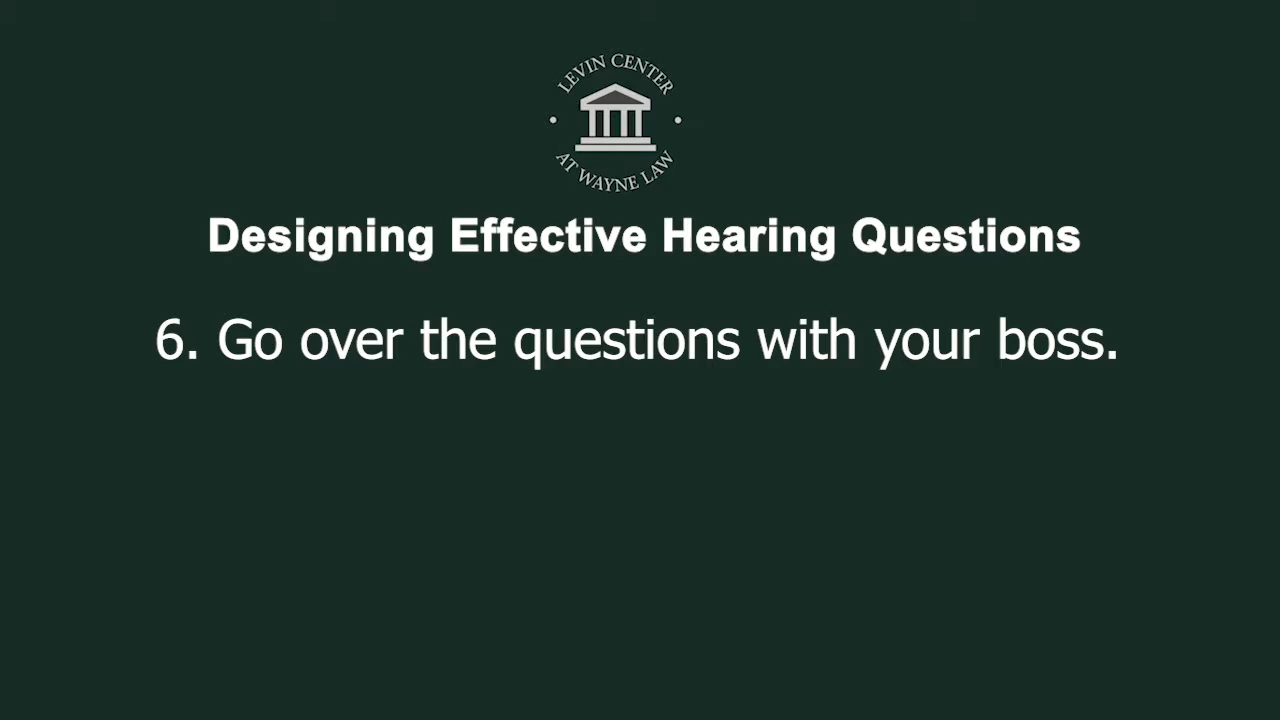 LEVIN CENTER
AT WAYNE LAW
Designing Effective Hearing Questions
6. Go over the questions with your boss.